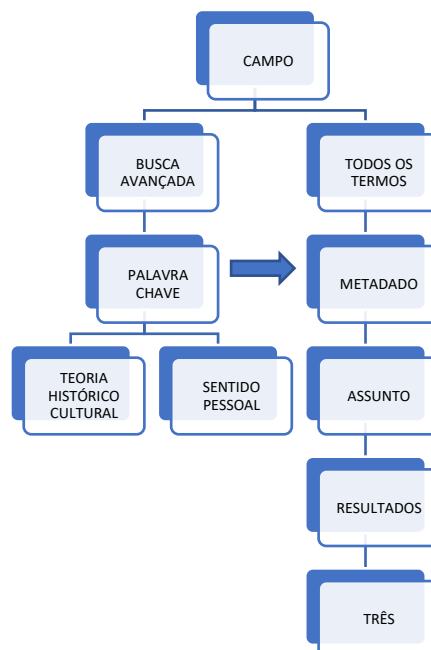 CAMPO
BUSCA
AVANÇADA
TODOS OS
TERMOS
PALAVRA
CHAVE
METADADO
TEORIA
HISTÓRICO
CULTURAL
SENTIDO
PESSOAL
ASSUNTO
RESULTADOS
TRÊS